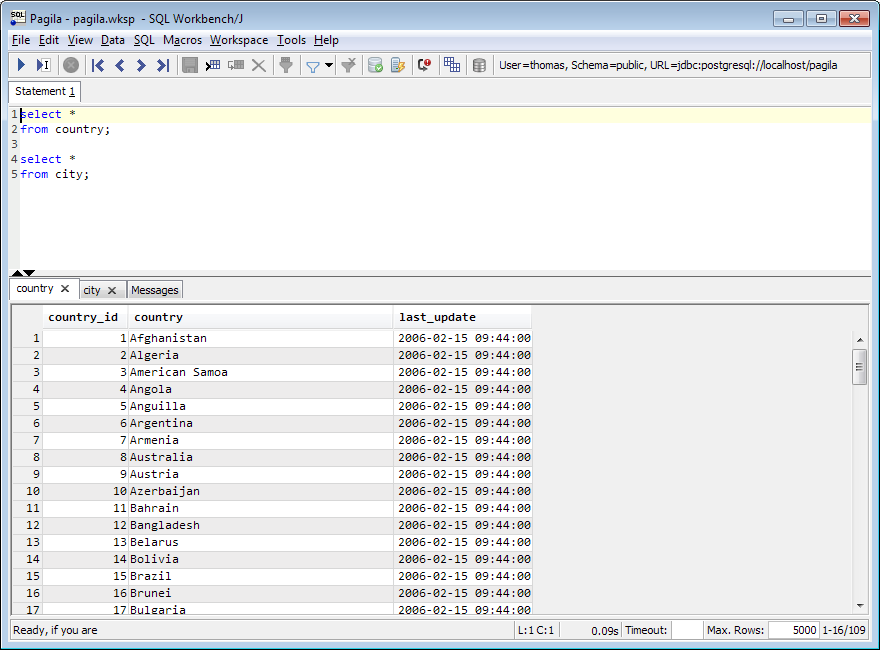 SQL Pagila - pagila.wksp - SQL Workbench/J
File Edit View Data SQL Macros Workspace Tools Help
User=thomas, Schema=public, URL=jdbc:postgresql://localhost/pagila
Statement 1
1 select *
2 from country;
3
4 select *
5 from city;
country city Messages
country_id country last_update
1 1 Afghanistan 2006-02-15 09:44:00
2 2 Algeria 2006-02-15 09:44:00
3 3 American Samoa 2006-02-15 09:44:00
4 4 Angola 2006-02-15 09:44:00
5 5 Anguilla 2006-02-15 09:44:00
6 6 Argentina 2006-02-15 09:44:00
7 7 Armenia 2006-02-15 09:44:00
8 8 Australia 2006-02-15 09:44:00
9 9 Austria 2006-02-15 09:44:00
10 10 Azerbaijan 2006-02-15 09:44:00
11 11 Bahrain 2006-02-15 09:44:00
12 12 Bangladesh 2006-02-15 09:44:00
13 13 Belarus 2006-02-15 09:44:00
14 14 Bolivia 2006-02-15 09:44:00
15 15 Brazil 2006-02-15 09:44:00
16 16 Brunei 2006-02-15 09:44:00
17 17 Bulgaria 2006-02-15 09:44:00
Ready, if you are L:1 C:1 0.09s Timeout: Max. Rows: 5000 1-16/109